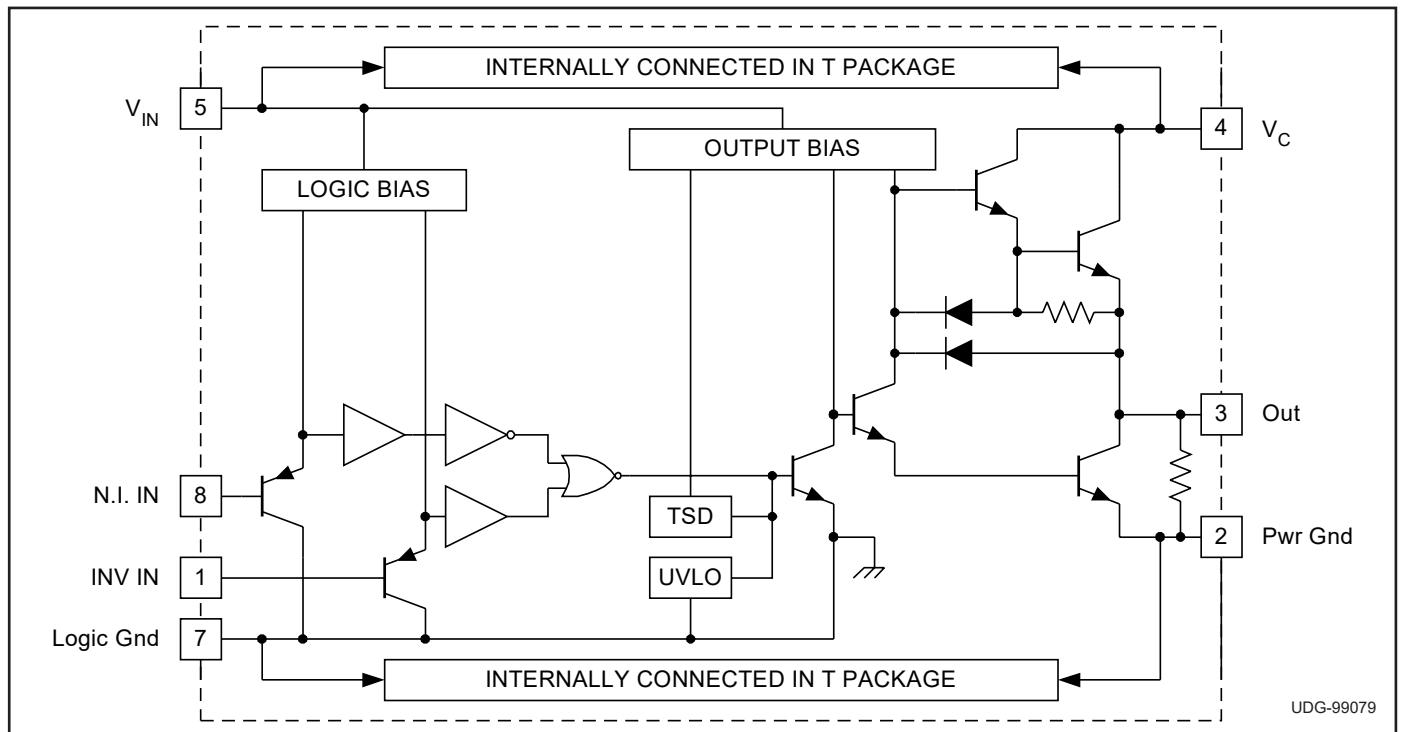 INTERNALLY CONNECTED IN T PACKAGE
V_IN 5
4 V_C
OUTPUT BIAS
LOGIC BIAS
3 Out
N.I. IN 8
TSD
2 Pwr Gnd
INV IN 1
UVLO
Logic Gnd 7
INTERNALLY CONNECTED IN T PACKAGE
UDG-99079